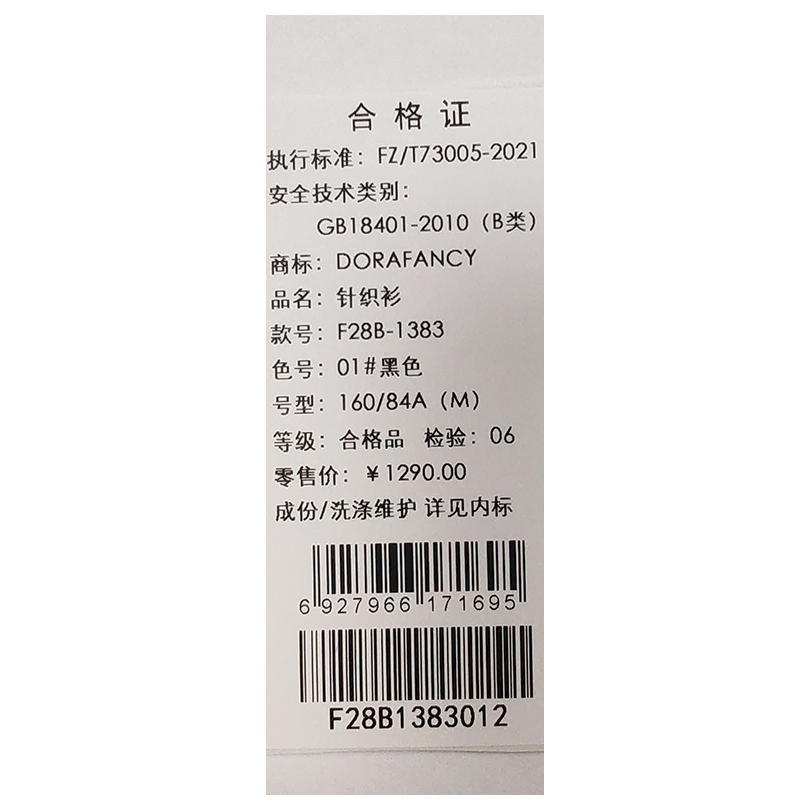 合格证
执行标准：FZ/T73005-2021
安全技术类别：
GB18401-2010（B类）
商标：DORAFANCY
品名：针织衫
款号：F28B-1383
色号：01#黑色
号型：160/84A（M）
等级：合格品 检验：06
零售价：￥1290.00
成份/洗涤维护 详见内标
6 927966 171695
F28B1383012